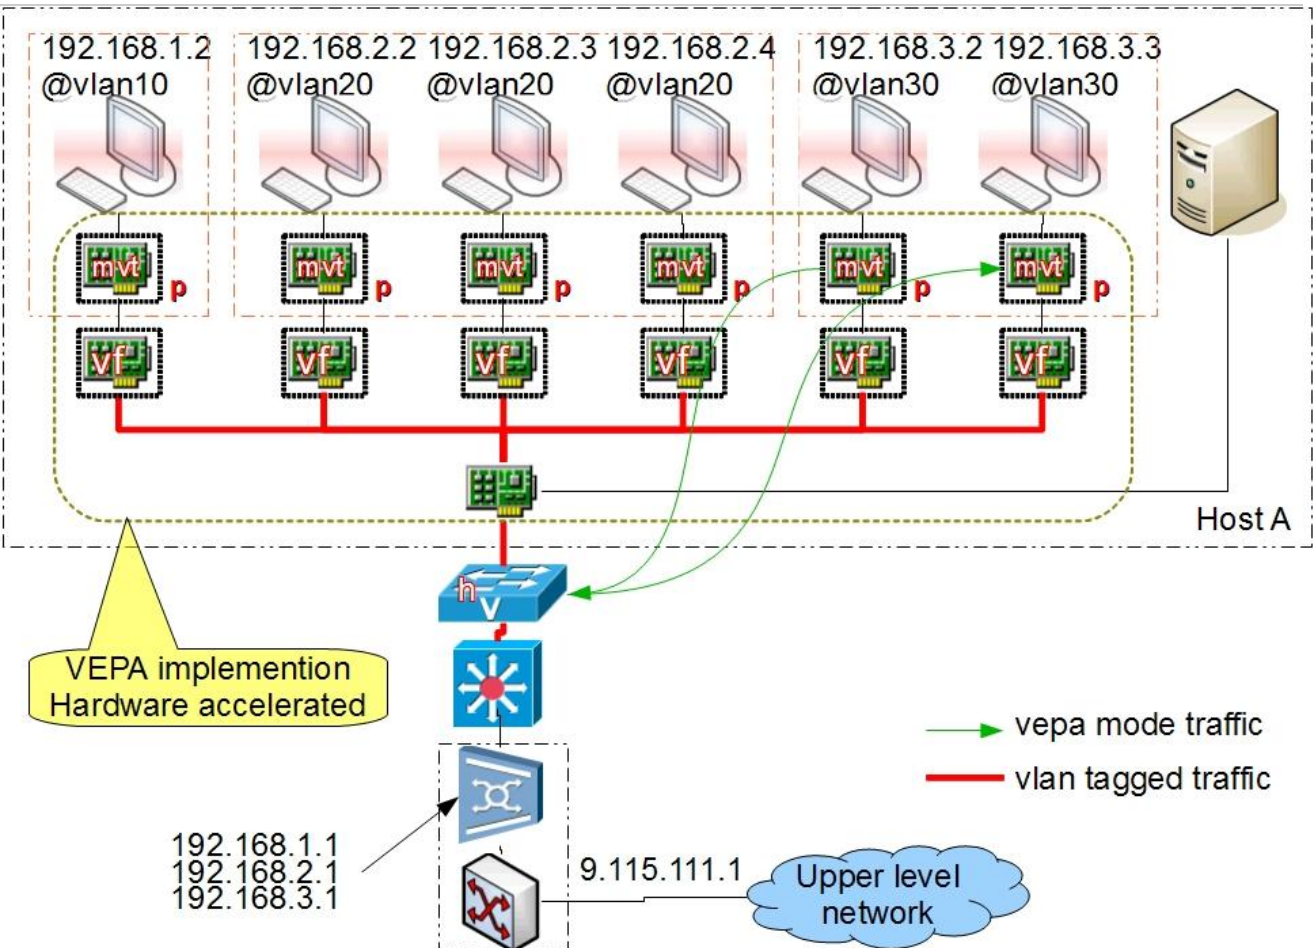 192.168.1.2 192.168.2.2 192.168.2.3 192.168.2.4 192.168.3.2 192.168.3.3
@vlan10 @vlan20 @vlan20 @vlan20 @vlan30 @vlan30
mvt mvt mvt mvt mvt mvt
p p p p p p
vf vf vf vf vf vf
Host A
h
V
VEPA implemention
Hardware accelerated
vepa mode traffic
vlan tagged traffic
192.168.1.1
192.168.2.1
192.168.3.1
9.115.111.1
Upper level
network